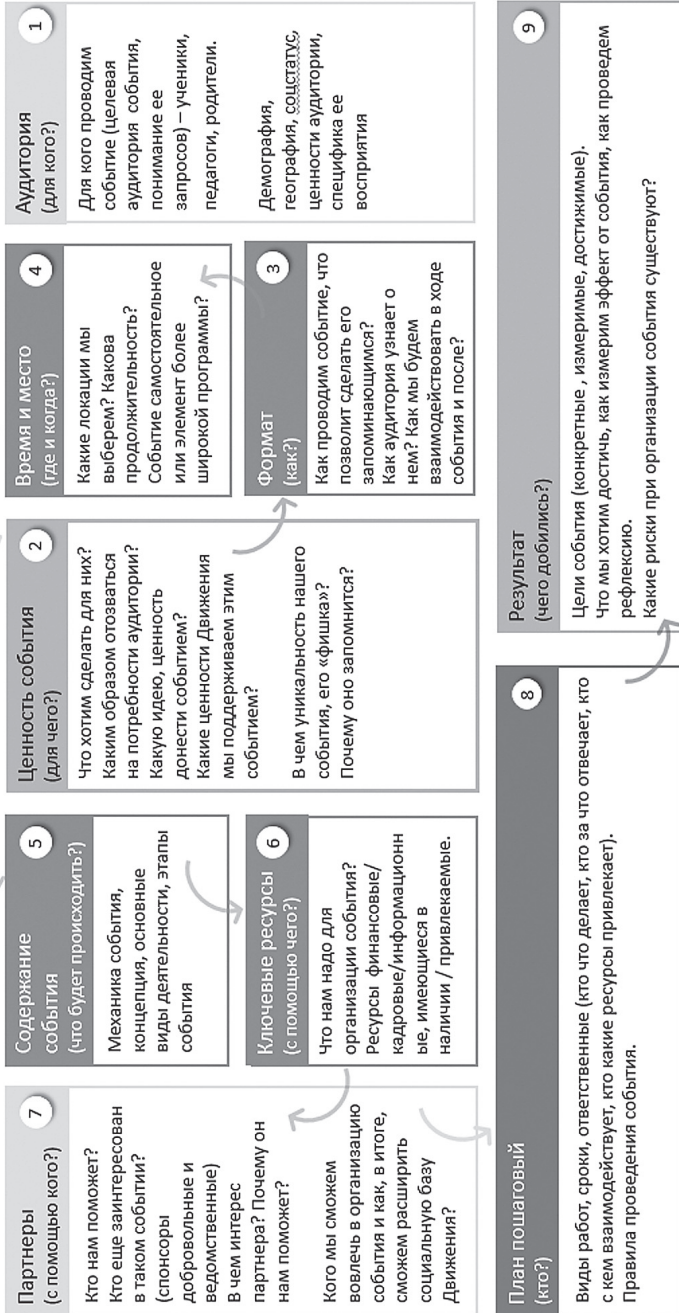 Партнеры
(с помощью кого?)
7
Кто нам поможет?
Кто еще заинтересован
в таком событии?
(спонсоры
добровольные и
ведомственные)
В чем интерес
партнера? Почему он
нам поможет?
Кого мы сможем
вовлечь в организацию
события и как, в итоге,
сможем расширить
социальную базу
Движения?
Содержание
события
(что будет происходить?)
5
Механика события,
концепция, основные
виды деятельности, этапы
события
Ключевые ресурсы
(с помощью чего?)
6
Что нам надо для
организации события?
Ресурсы финансовые/
кадровые/информационн
ые, имеющиеся в
наличии / привлекаемые.
Ценность события
(для чего?)
2
Что хотим сделать для них?
Каким образом отозваться
на потребности аудитории?
Какую идею, ценность
донести событием?
Какие ценности Движения
мы поддерживаем этим
событием?
В чем уникальность нашего
события, его «фишка»?
Почему оно запомнится?
Время и место
(где и когда?)
4
Какие локации мы
выберем? Какова
продолжительность?
Событие самостоятельное
или элемент более
широкой программы?
Формат
(как?)
3
Как проводим событие, что
позволит сделать его
запоминающимся?
Как аудитория узнает о
нем? Как мы будем
взаимодействовать в ходе
события и после?
Аудитория
(для кого?)
1
Для кого проводим
событие (целевая
аудитория события,
понимание ее
запросов) – ученики,
педагоги, родители.
Демография,
география, соцстатус,
ценности аудитории,
специфика ее
восприятия
План пошаговый
(кто?)
8
Виды работ, сроки, ответственные (кто что делает, кто за что отвечает, кто
с кем взаимодействует, кто какие ресурсы привлекает).
Правила проведения события.
Результат
(чего добились?)
9
Цели события (конкретные , измеримые, достижимые).
Что мы хотим достичь, как измерим эффект от события, как проведем
рефлексию.
Какие риски при организации события существуют?